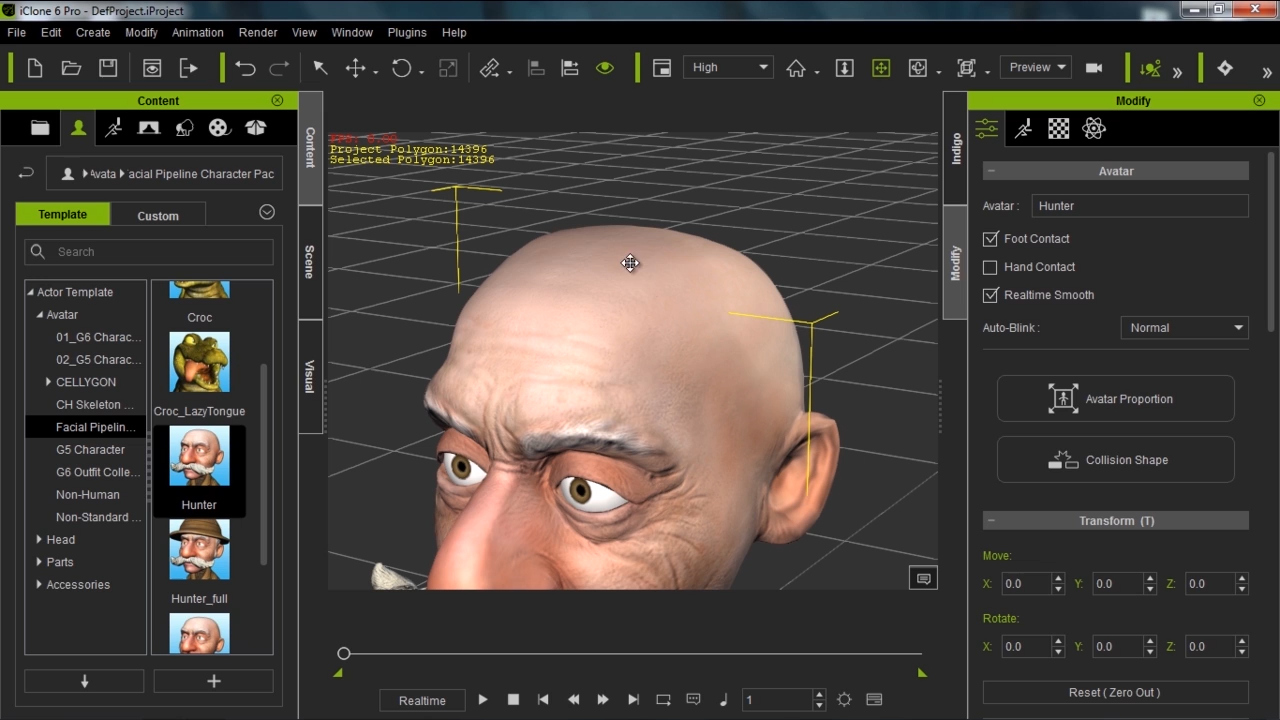 iClone 6 Pro - DefProject.iProject
File Edit Create Modify Animation Render View Window Plugins Help
High
Preview
Content
Avata
acial Pipeline Character Pac
Template
Custom
Search
Actor Template
Avatar
01_G6 Charac...
02_G5 Charac...
CELLYGON
CH Skeleton ...
Facial Pipelin...
G5 Character
G6 Outfit Colle...
Non-Human
Non-Standard ...
Head
Parts
Accessories
Croc
Croc_LazyTongue
Hunter
Hunter_full
Content
Scene
Visual
Project Polygon:14396
Selected Polygon:14396
Realtime
1
Indigo
Modify
Modify
Avatar
Avatar : Hunter
Foot Contact
Hand Contact
Realtime Smooth
Auto-Blink : Normal
Avatar Proportion
Collision Shape
Transform (T)
Move:
X: 0.0 Y: 0.0 Z: 0.0
Rotate:
X: 0.0 Y: 0.0 Z: 0.0
Reset ( Zero Out )